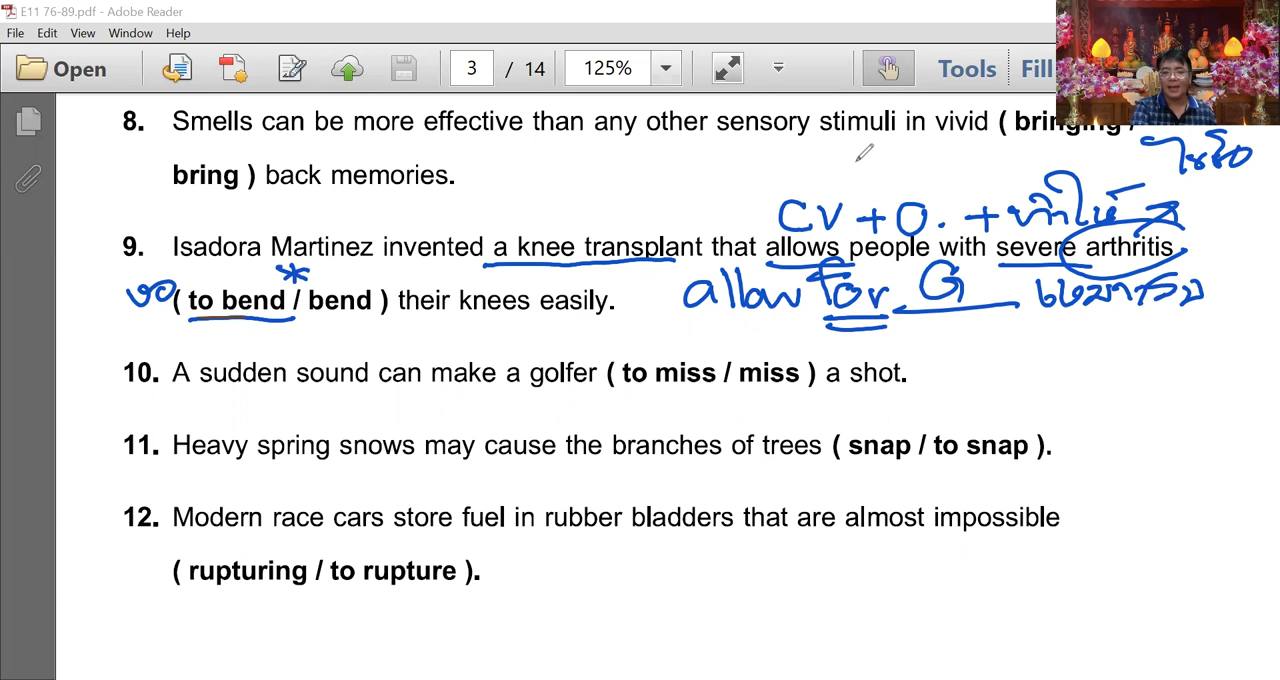 E11 76-89.pdf - Adobe Reader
File Edit View Window Help
Open 3 / 14 125% Tools Fill
8. Smells can be more effective than any other sensory stimuli in vivid ( bringing /
bring ) back memories.
CV + O. +
9. Isadora Martinez invented a knee transplant that allows people with severe arthritis
* allow for G
( to bend / bend ) their knees easily.
10. A sudden sound can make a golfer ( to miss / miss ) a shot.
11. Heavy spring snows may cause the branches of trees ( snap / to snap ).
12. Modern race cars store fuel in rubber bladders that are almost impossible
( rupturing / to rupture ).